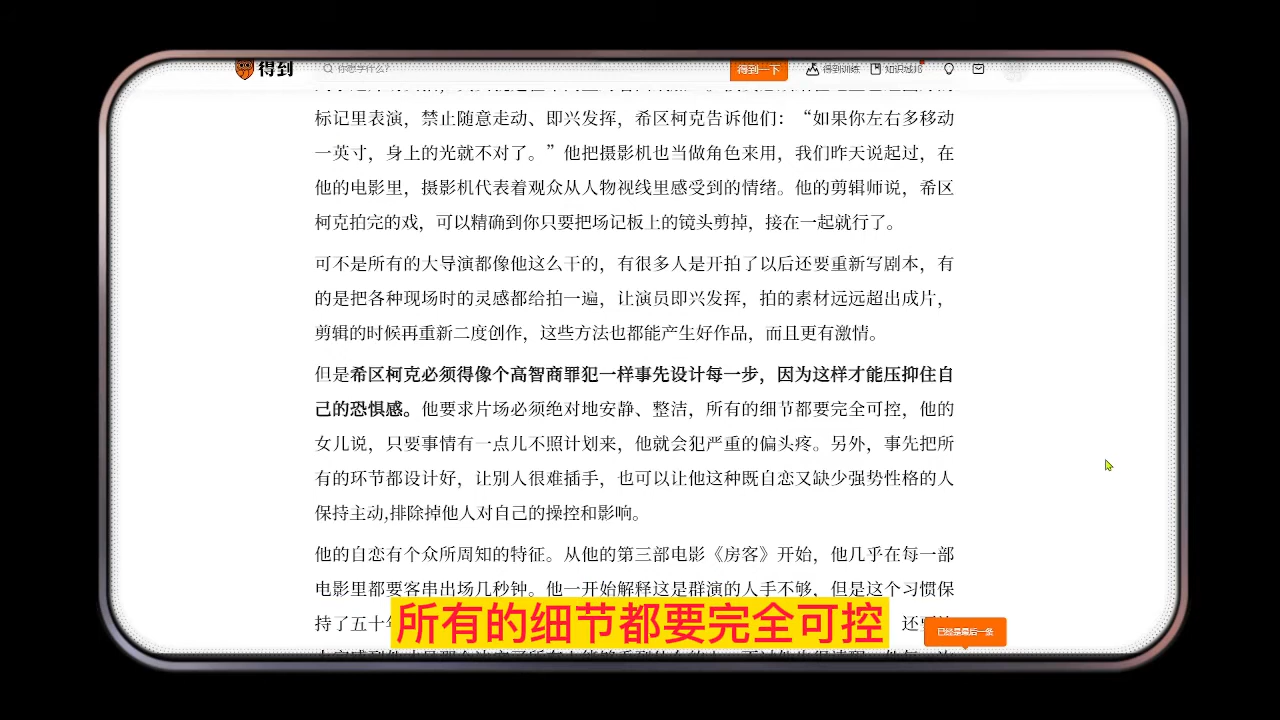 得到
你想学什么?
得到一下
得到训练
知识城邦
标记里表演，禁止随意走动、即兴发挥，希区柯克告诉他们：“如果你左右多移动
一英寸，身上的光就不对了。”他把摄影机也当做角色来用，我们昨天说起过，在
他的电影里，摄影机代表着观众从人物视线里感受到的情绪。他的剪辑师说，希区
柯克拍完的戏，可以精确到你只要把场记板上的镜头剪掉，接在一起就行了。
可不是所有的大导演都像他这么干的，有很多人是开拍了以后还要重新写剧本，有
的是把各种现场时的灵感都给拍一遍，让演员即兴发挥，拍的素材远远超出成片，
剪辑的时候再重新二度创作，这些方法也都能产生好作品，而且更有激情。
但是希区柯克必须得像个高智商罪犯一样事先设计每一步，因为这样才能压抑住自
己的恐惧感。他要求片场必须绝对地安静、整洁，所有的细节都要完全可控，他的
女儿说，只要事情有一点儿不照计划来，他就会犯严重的偏头疼。另外，事先把所
有的环节都设计好，让别人很难插手，也可以让他这种既自恋又缺少强势性格的人
保持主动,排除掉他人对自己的操控和影响。
他的自恋有个众所周知的特征。从他的第三部电影《房客》开始，他几乎在每一部
电影里都要客串出场几秒钟。他一开始解释这是群演的人手不够，但是这个习惯保
持了五十
所有的细节都要完全可控
还
已经是最后一条